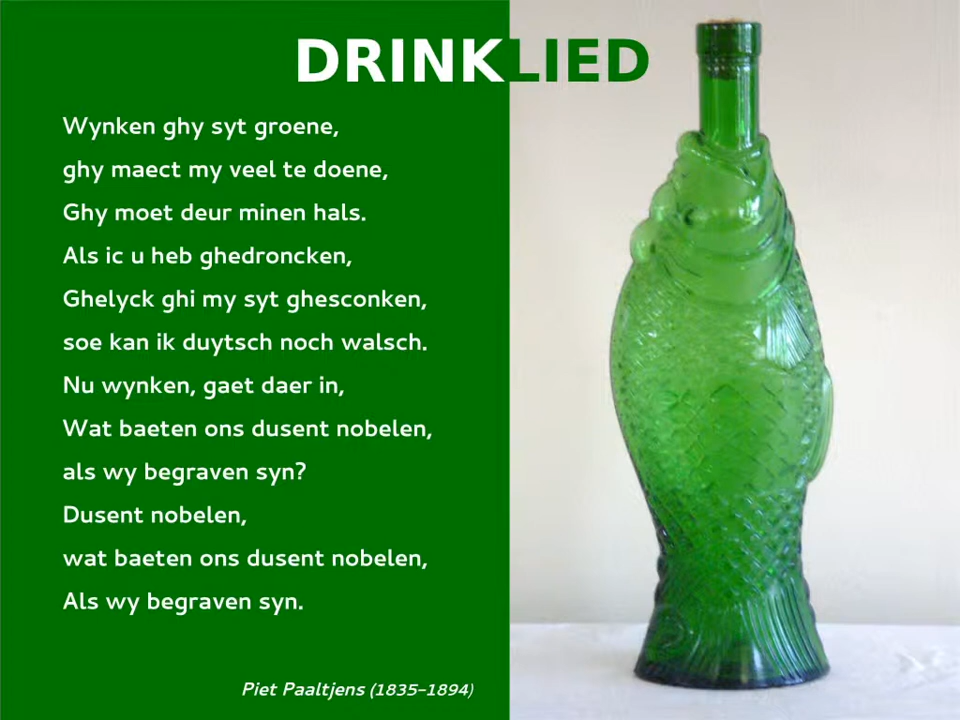 DRINKLIED
Wynken ghy syt groene,
ghy maect my veel te doene,
Ghy moet deur minen hals.
Als ic u heb ghedroncken,
Ghelyck ghi my syt ghesconken,
soe kan ik duytsch noch walsch.
Nu wynken, gaet daer in,
Wat baeten ons dusent nobelen,
als wy begraven syn?
Dusent nobelen,
wat baeten ons dusent nobelen,
Als wy begraven syn.
Piet Paaltjens (1835-1894)